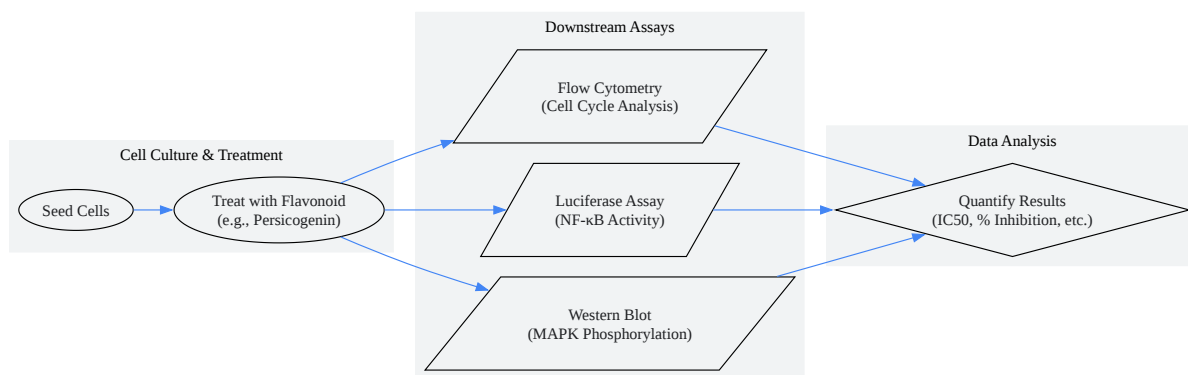 Cell Culture & Treatment
Seed Cells
Treat with Flavonoid
(e.g., Persicogenin)
Downstream Assays
Flow Cytometry
(Cell Cycle Analysis)
Luciferase Assay
(NF-κB Activity)
Western Blot
(MAPK Phosphorylation)
Data Analysis
Quantify Results
(IC50, % Inhibition, etc.)